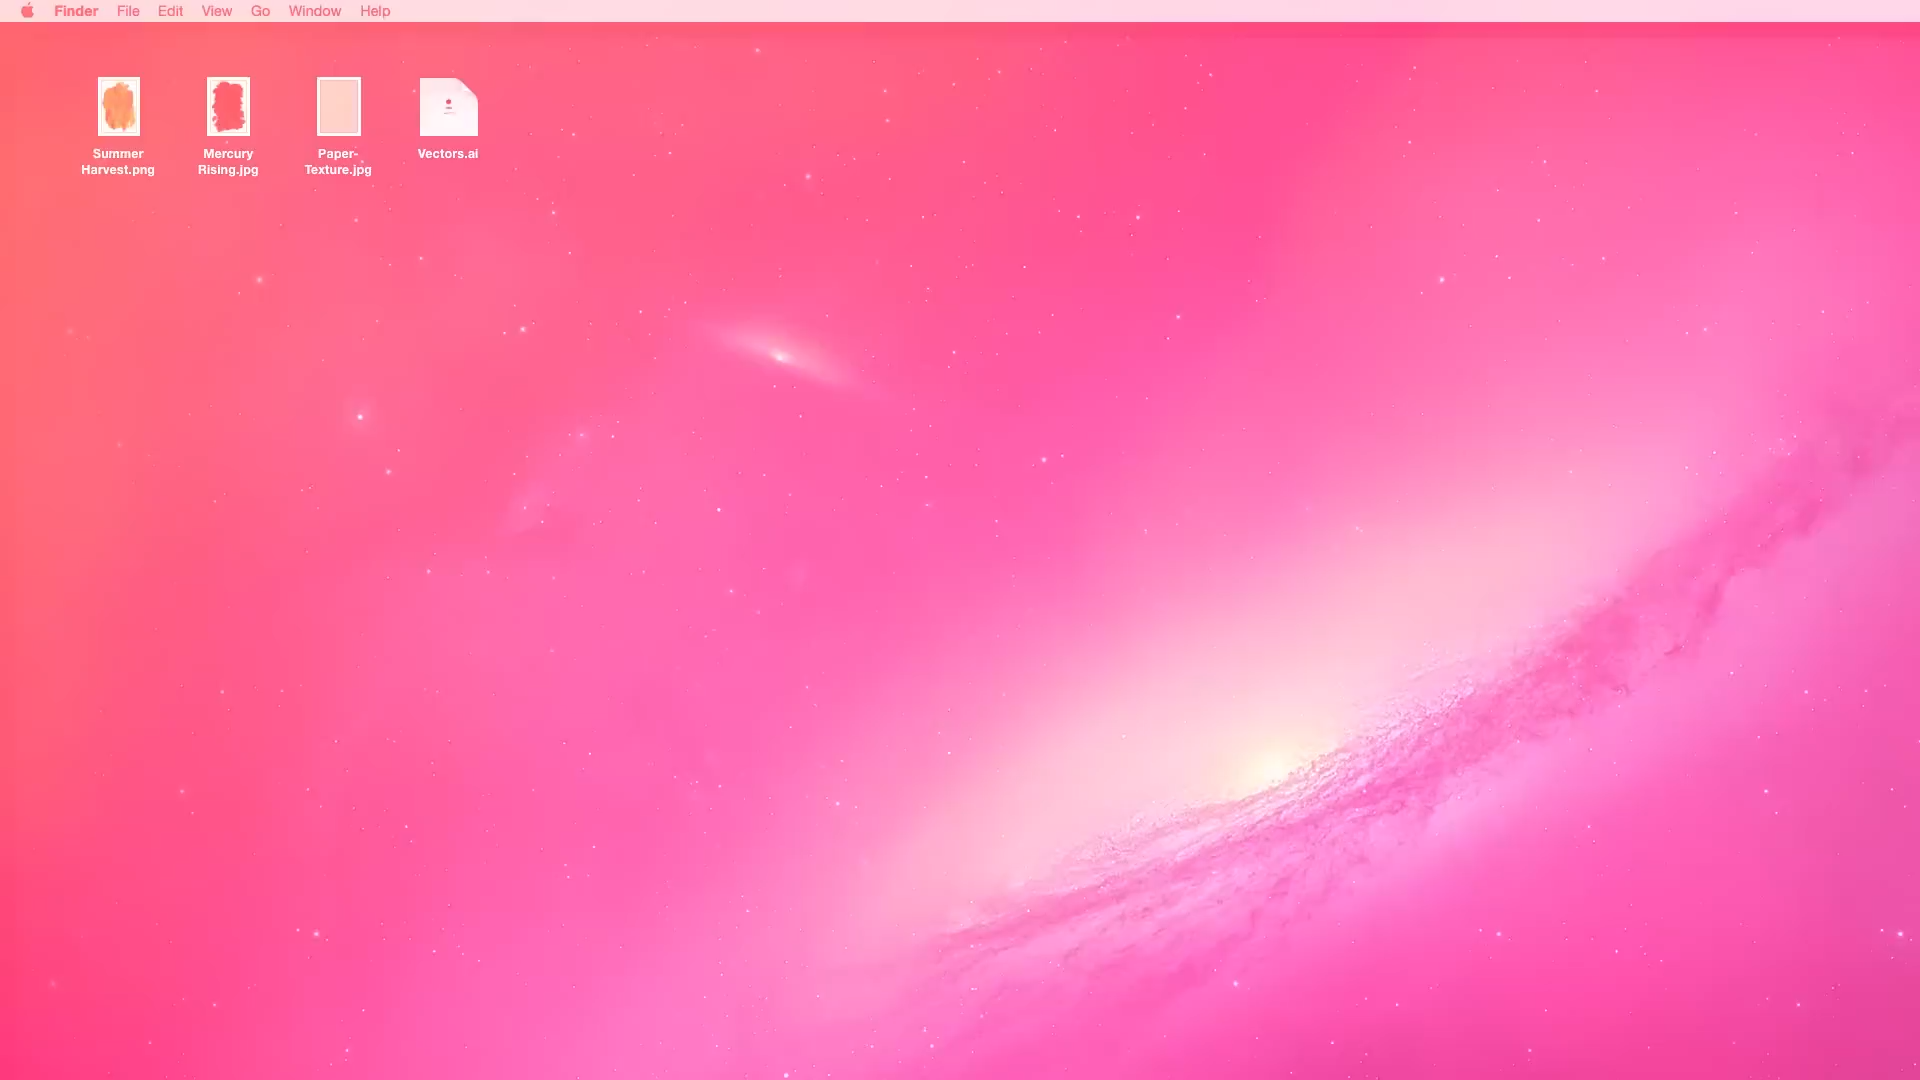 Finder File Edit View Go Window Help
Summer
Harvest.png
Mercury
Rising.jpg
Paper-
Texture.jpg
Vectors.ai